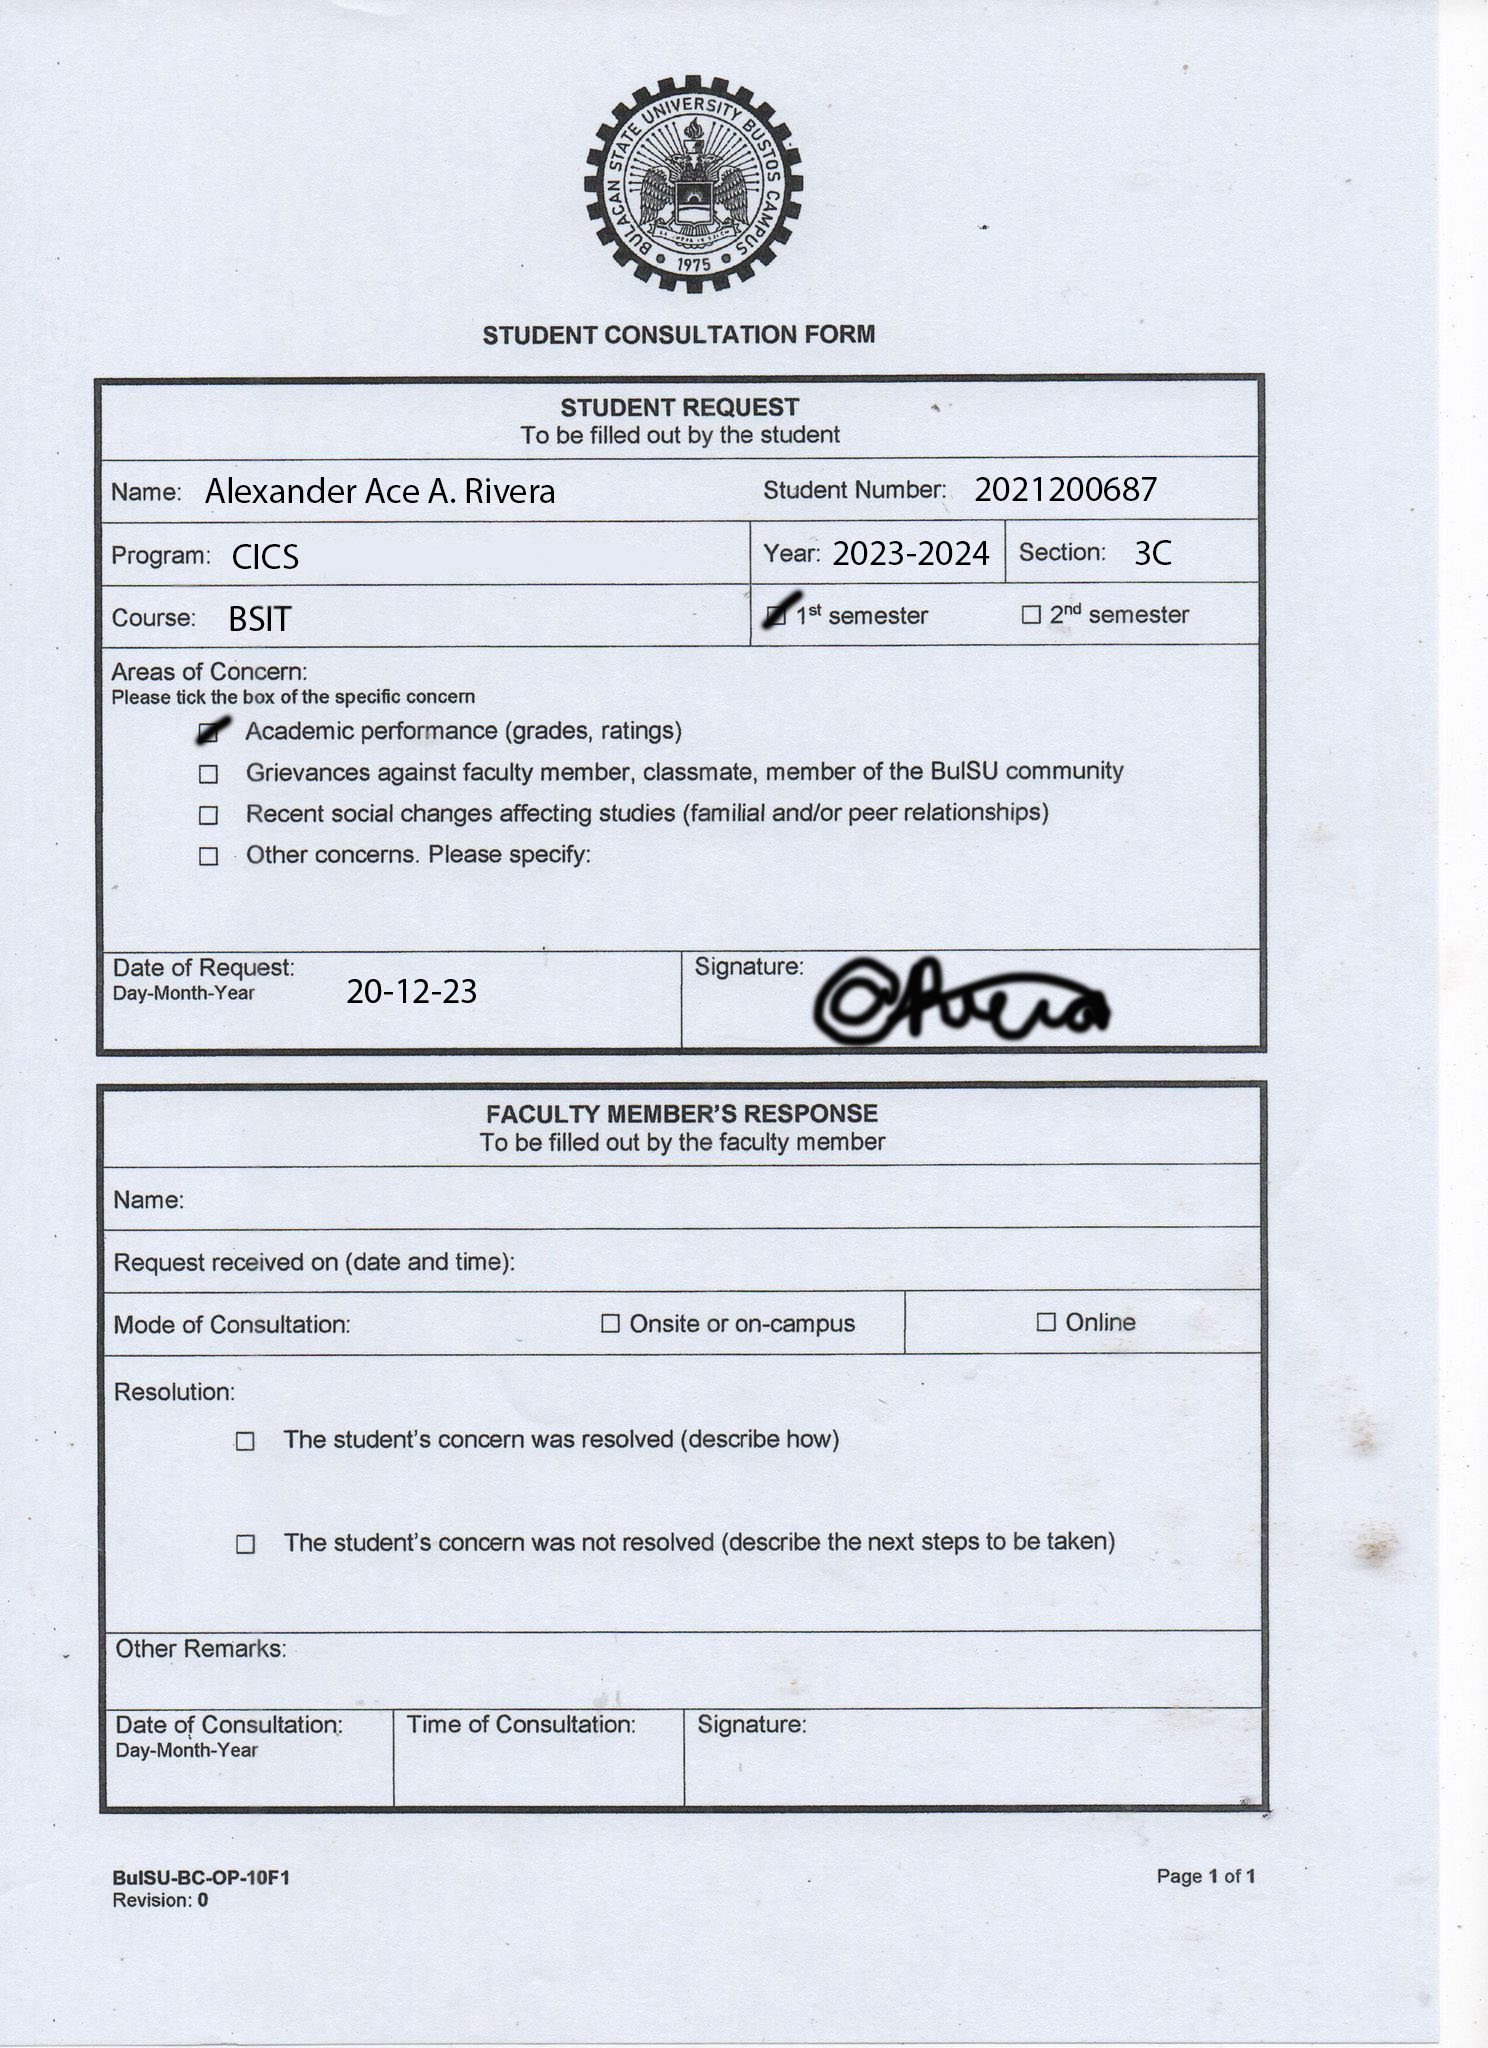 BULACAN STATE UNIVERSITY BUSTOS CAMPUS
1975
STUDENT CONSULTATION FORM
STUDENT REQUEST
To be filled out by the student
Name: Alexander Ace A. Rivera Student Number: 2021200687
Program: CICS Year: 2023-2024 Section: 3C
Course: BSIT 1st semester ☐ 2nd semester
Areas of Concern:
Please tick the box of the specific concern
Academic performance (grades, ratings)
☐ Grievances against faculty member, classmate, member of the BulSU community
☐ Recent social changes affecting studies (familial and/or peer relationships)
☐ Other concerns. Please specify:
Date of Request: Signature:
Day-Month-Year 20-12-23
FACULTY MEMBER'S RESPONSE
To be filled out by the faculty member
Name:
Request received on (date and time):
Mode of Consultation: ☐ Onsite or on-campus ☐ Online
Resolution:
☐ The student's concern was resolved (describe how)
☐ The student's concern was not resolved (describe the next steps to be taken)
Other Remarks:
Date of Consultation: Time of Consultation: Signature:
Day-Month-Year
BulSU-BC-OP-10F1 Page 1 of 1
Revision: 0